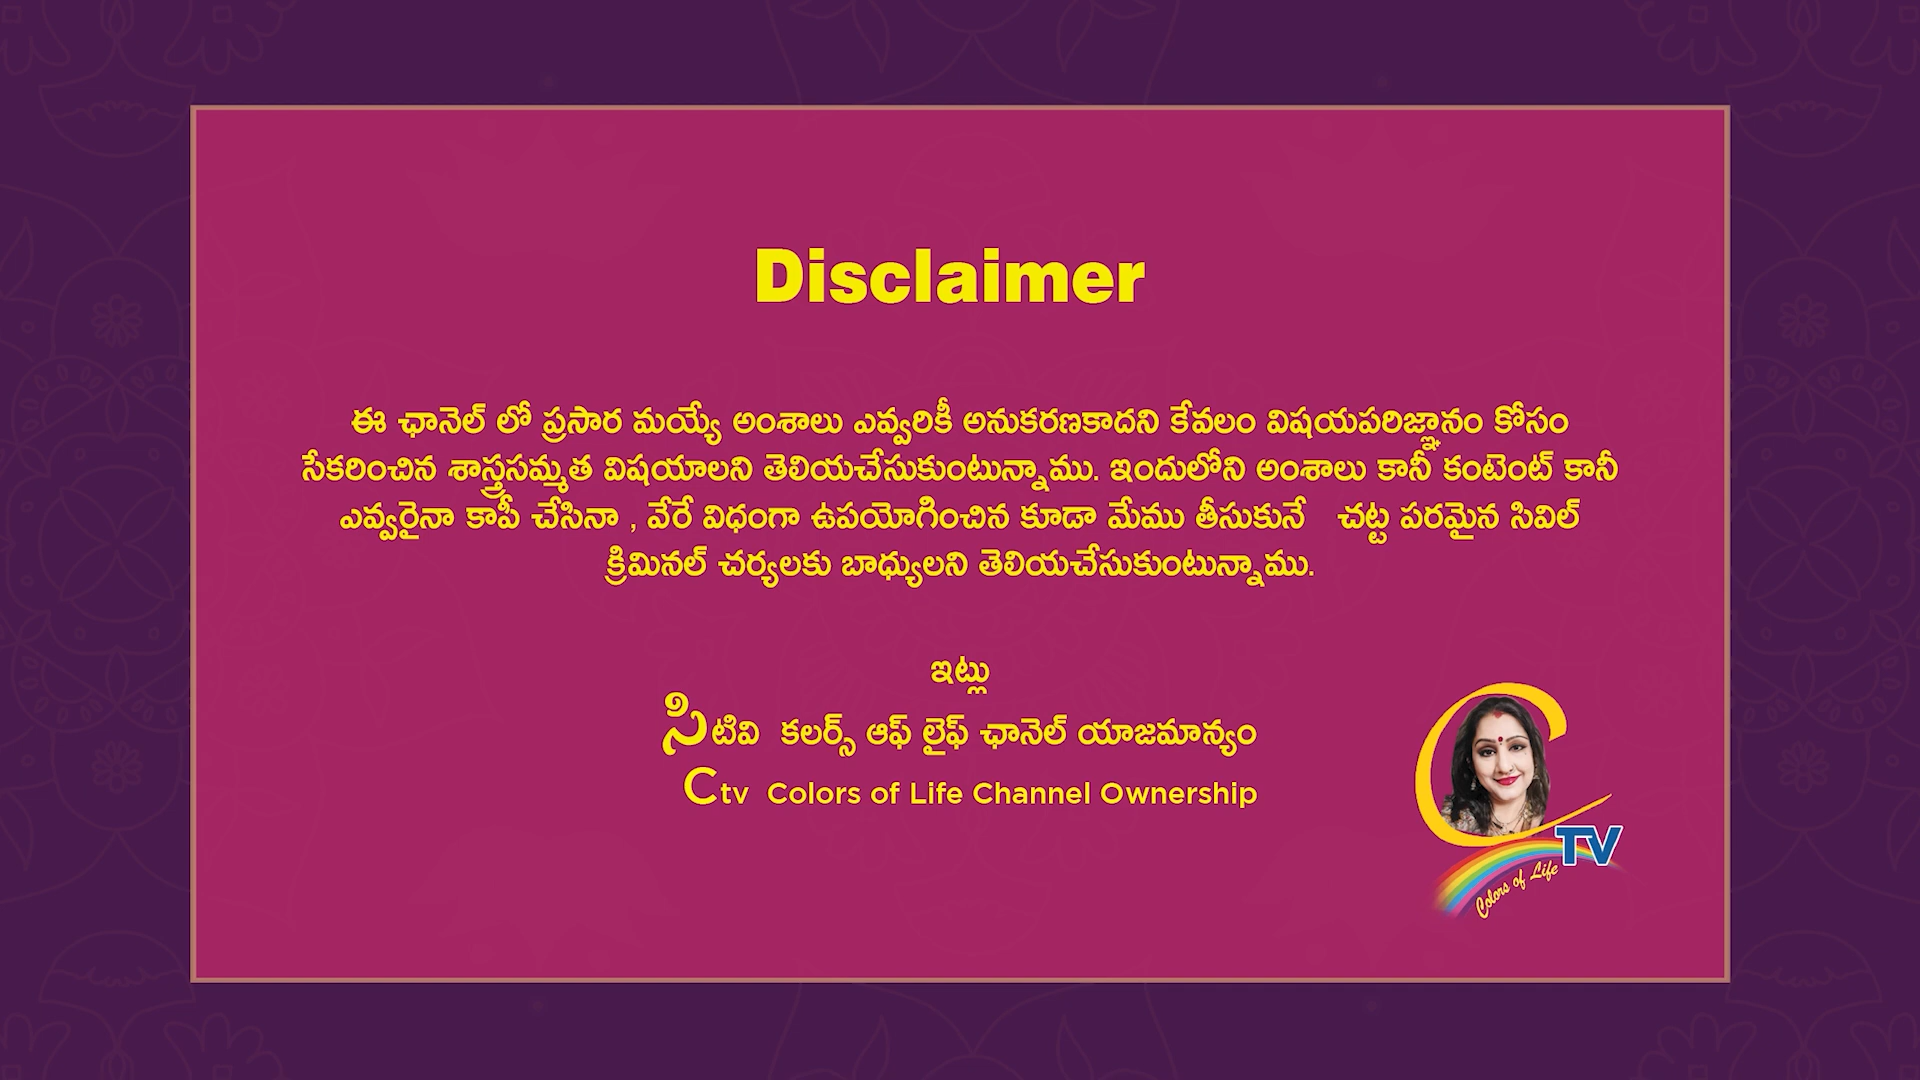 Disclaimer
ఈ ఛానెల్ లో ప్రసార మయ్యే అంశాలు ఎవ్వరికీ అనుకరణకాదని కేవలం విషయపరిజ్ఞానం కోసం
సేకరించిన శాస్త్రసమ్మత విషయాలని తెలియచేసుకుంటున్నాము. ఇందులోని అంశాలు కానీ కంటెంట్ కానీ
ఎవ్వరైనా కాపీ చేసినా , వేరే విధంగా ఉపయోగించిన కూడా మేము తీసుకునే చట్ట పరమైన సివిల్
క్రిమినల్ చర్యలకు బాధ్యులని తెలియచేసుకుంటున్నాము.
ఇట్లు
సిటివి కలర్స్ ఆఫ్ లైఫ్ ఛానెల్ యాజమాన్యం
Ctv Colors of Life Channel Ownership
C TV
Colors of Life